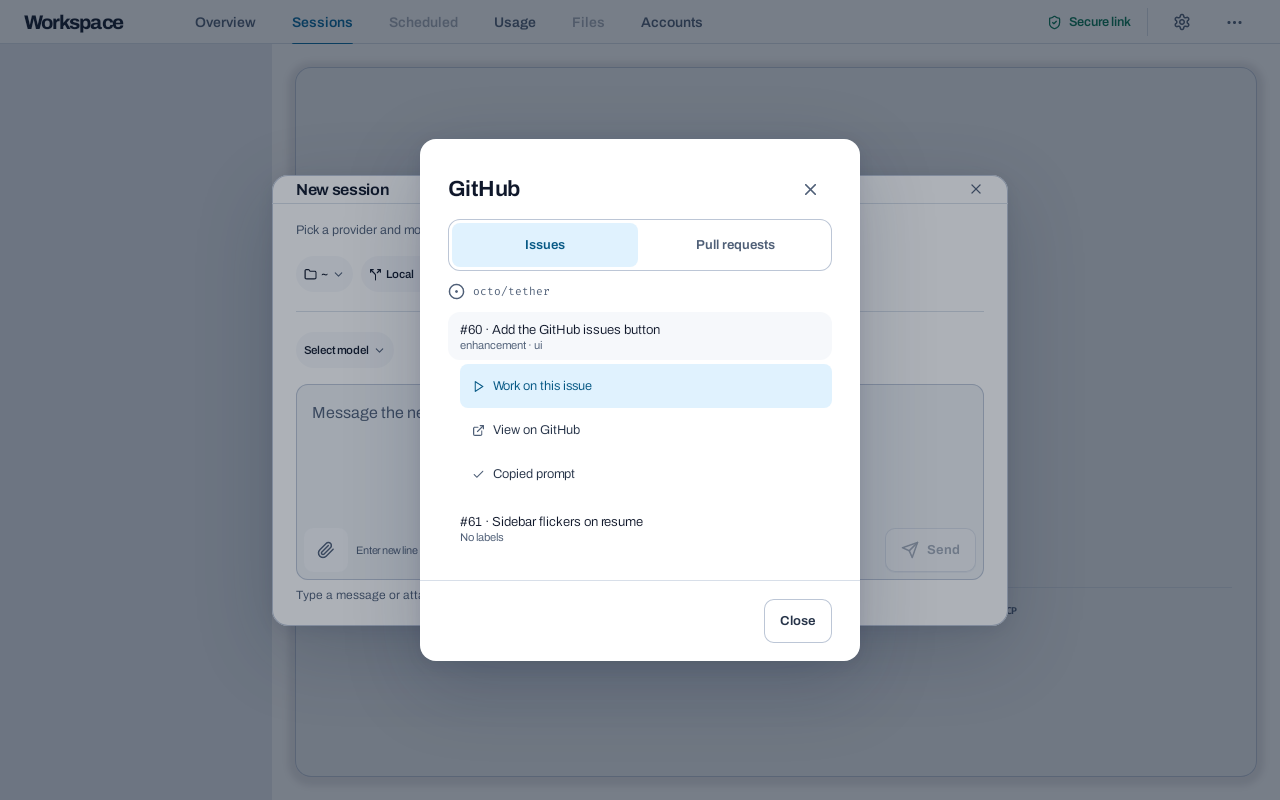 Workspace
Overview
Sessions
Scheduled
Usage
Files
Accounts
Secure link
New session
Pick a provider and mo
~
Local
Select model
Message the ne
Enter new line
Send
Type a message or atta
CP
GitHub
Issues
Pull requests
octo/tether
#60 · Add the GitHub issues button
enhancement · ui
Work on this issue
View on GitHub
Copied prompt
#61 · Sidebar flickers on resume
No labels
Close